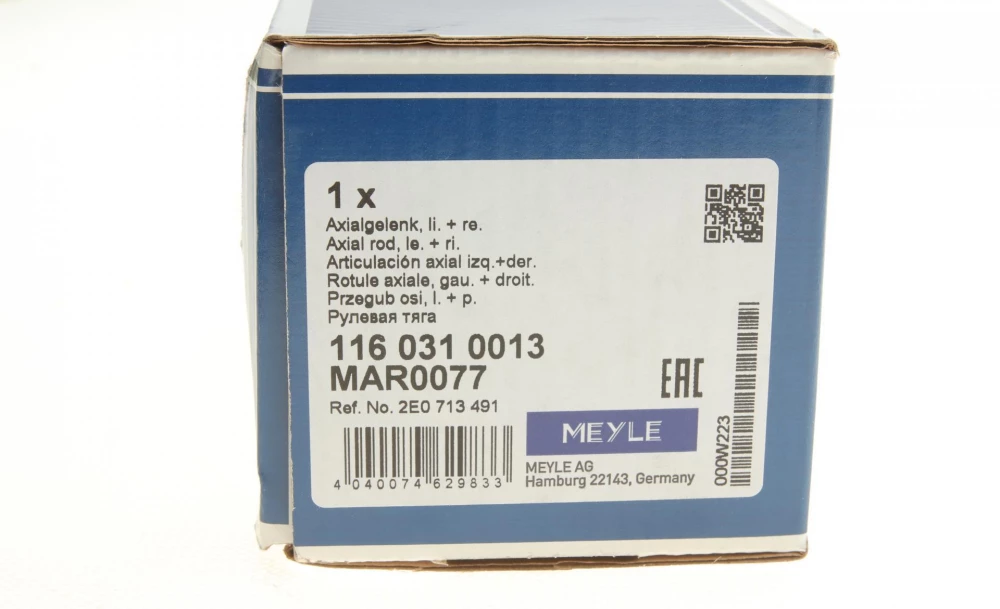 1 x
Axialgelenk, li. + re.
Axial rod, le. + ri.
Articulación axial izq.+der.
Rotule axiale, gau. + droit.
Przegub osi, l. + p.
Рулевая тяга
116 031 0013
MAR0077
Ref. No. 2E0 713 491
4 040074 629833
EAC
MEYLE
MEYLE AG
Hamburg 22143, Germany
000W223